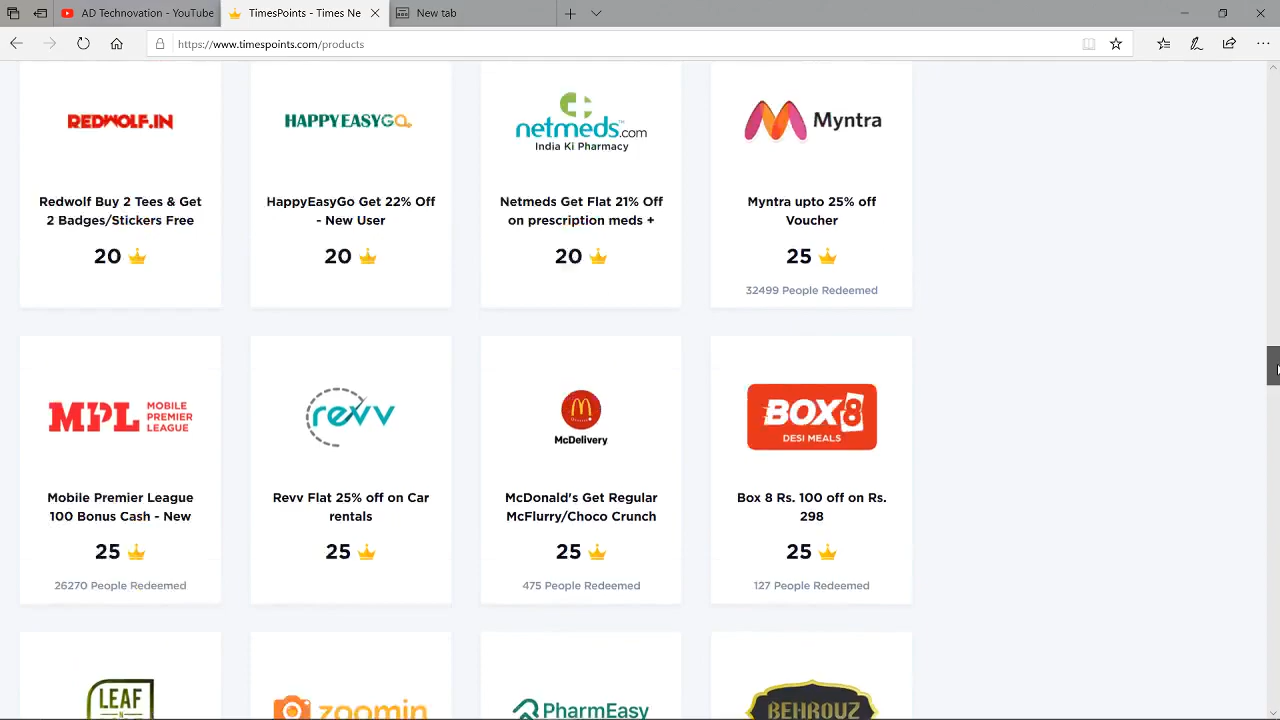 AD Technovation - YouTube
TimesPoints - Times Ne
New tab
https://www.timespoints.com/products
REDWOLF.IN
HAPPYEASYGO
netmeds.com
India Ki Pharmacy
Myntra
Redwolf Buy 2 Tees & Get
2 Badges/Stickers Free
HappyEasyGo Get 22% Off
- New User
Netmeds Get Flat 21% Off
on prescription meds +
Myntra upto 25% off
Voucher
20
20
20
25
32499 People Redeemed
MPL MOBILE
PREMIER
LEAGUE
revv
McDelivery
BOX8
DESI MEALS
Mobile Premier League
100 Bonus Cash - New
Revv Flat 25% off on Car
rentals
McDonald's Get Regular
McFlurry/Choco Crunch
Box 8 Rs. 100 off on Rs.
298
25
25
25
25
26270 People Redeemed
475 People Redeemed
127 People Redeemed
LEAF
zoomin
PharmEasy
BEHROUZ